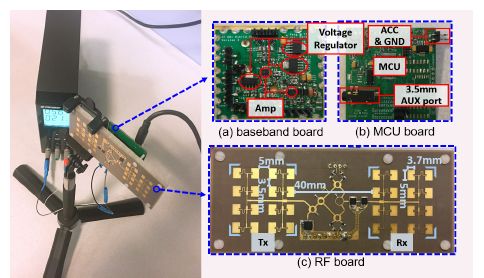 Voltage
Regulator
Amp
(a) baseband board
ACC
& GND
MCU
3.5mm
AUX port
(b) MCU board
5mm
3.5mm
40mm
3.7mm
5mm
Tx
Rx
(c) RF board